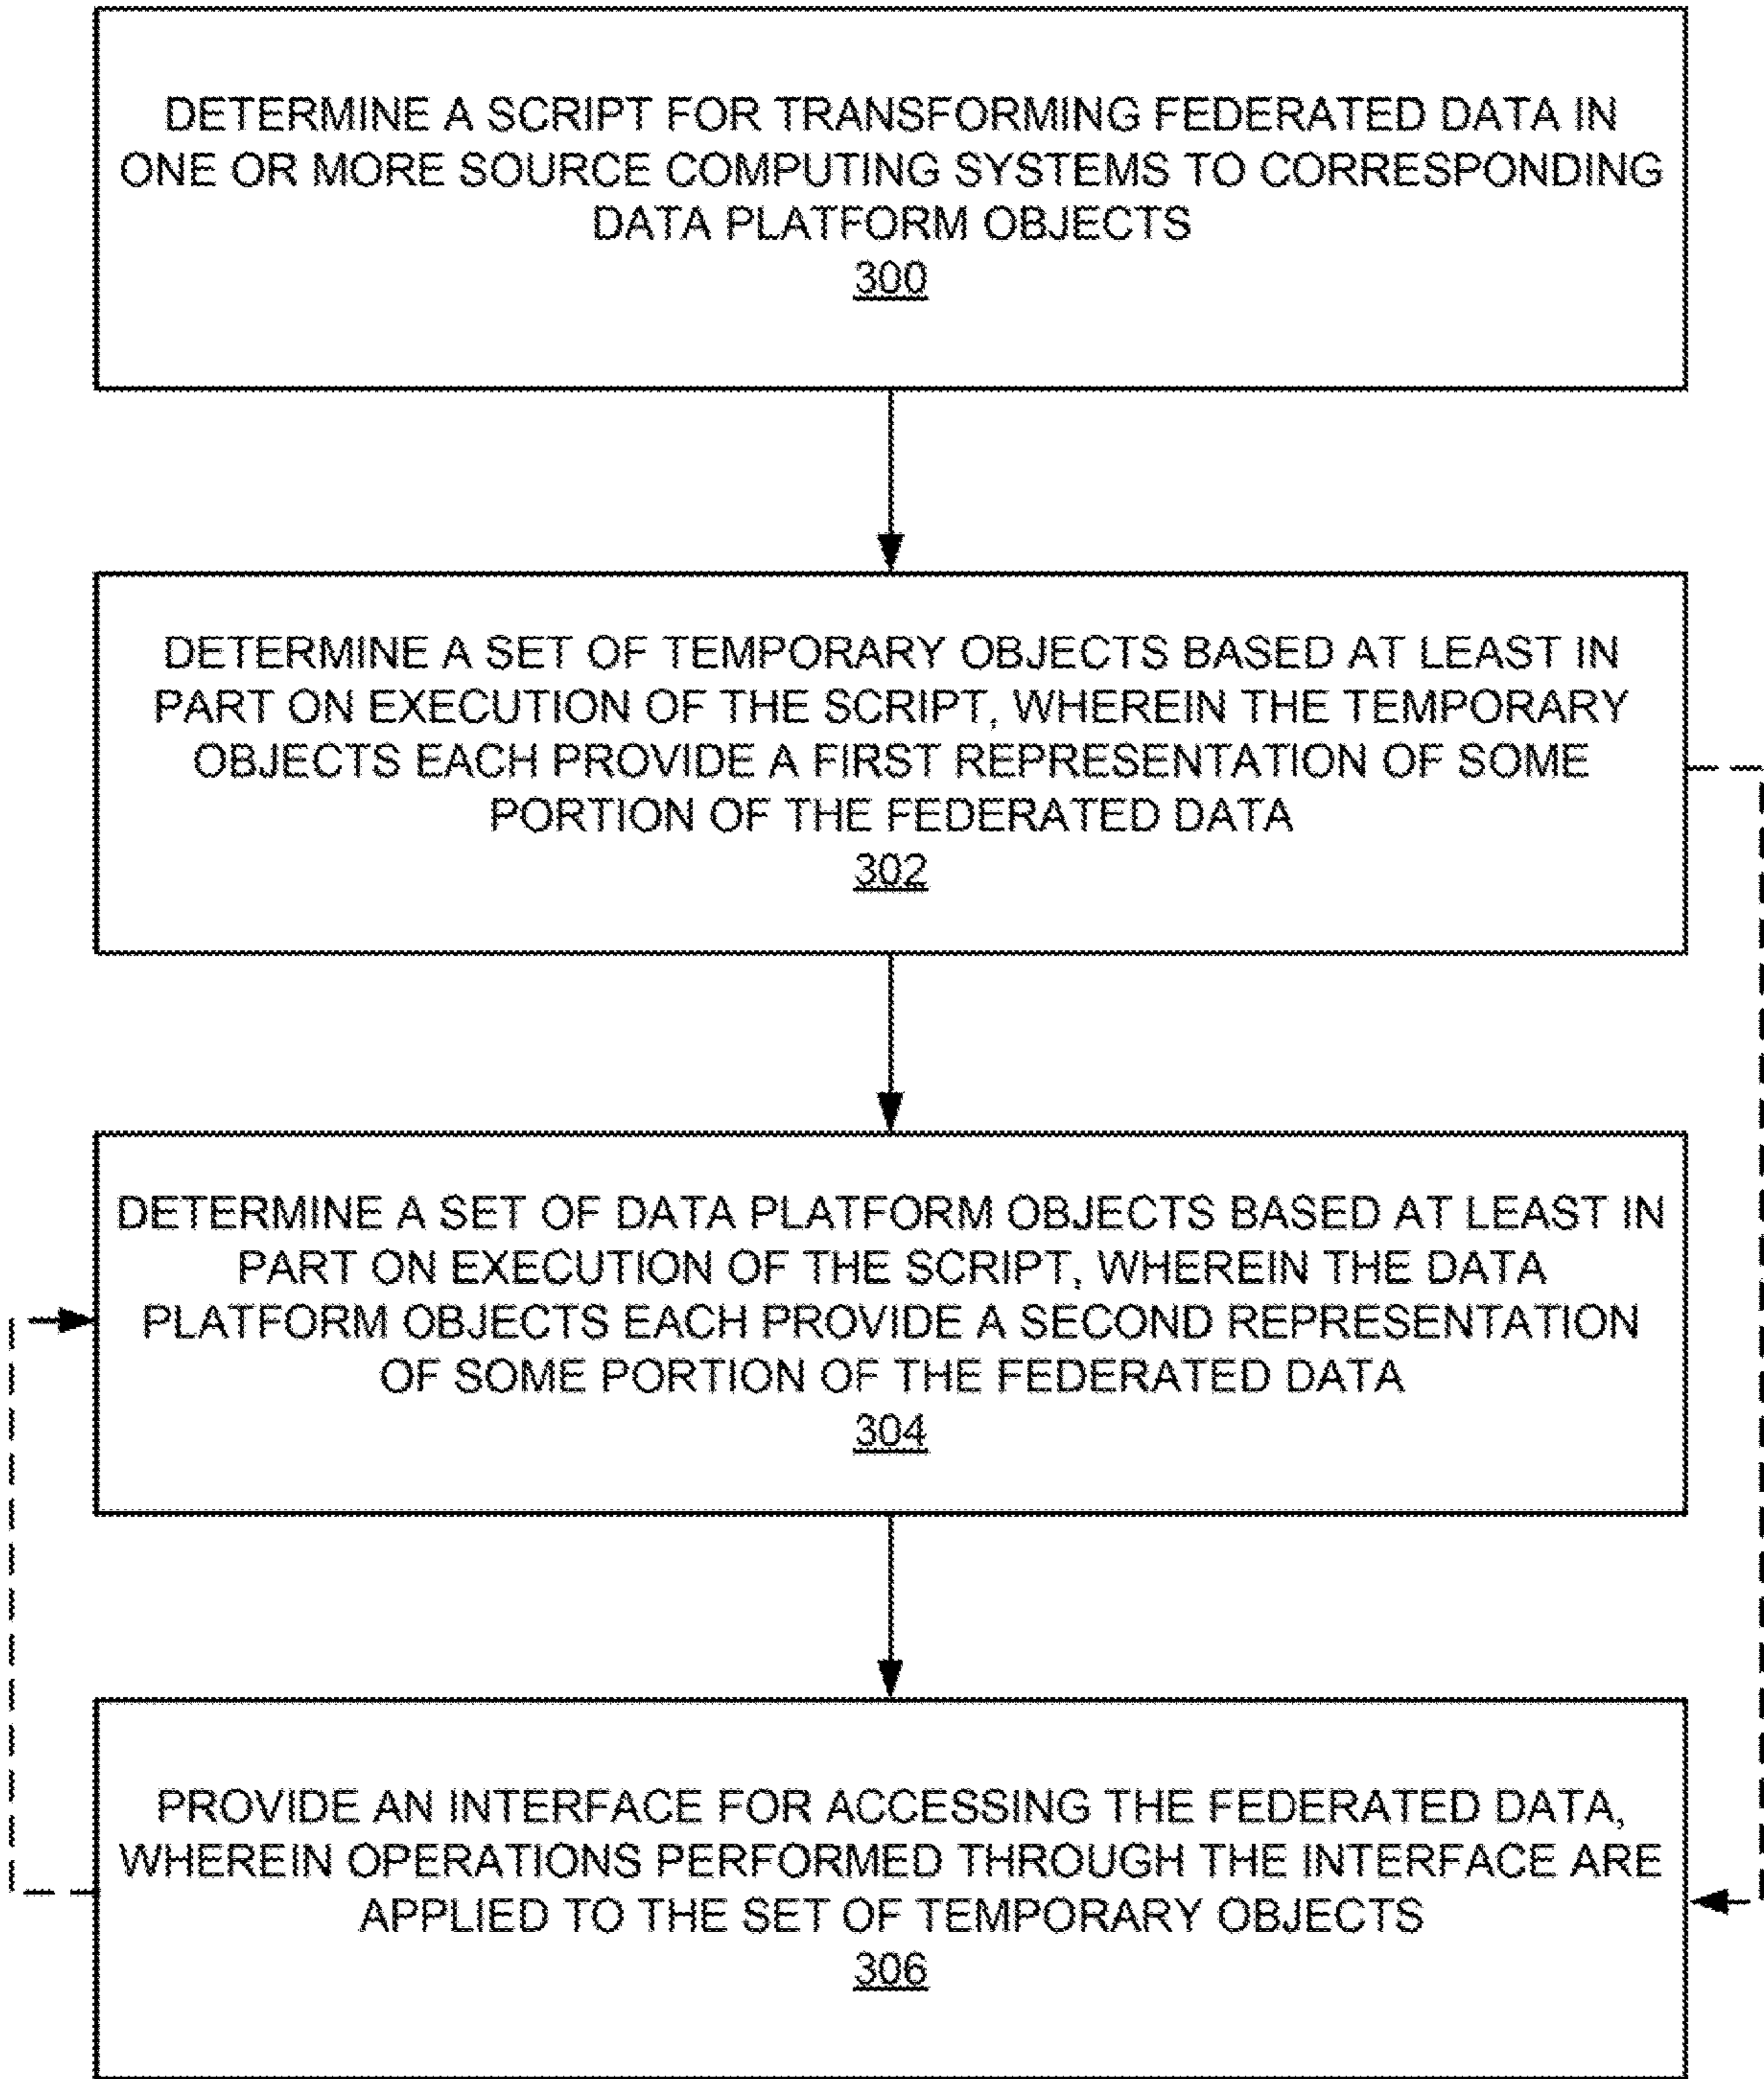 DETERMINE A SCRIPT FOR TRANSFORMING FEDERATED DATA IN
ONE OR MORE SOURCE COMPUTING SYSTEMS TO CORRESPONDING
DATA PLATFORM OBJECTS
300
DETERMINE A SET OF TEMPORARY OBJECTS BASED AT LEAST IN
PART ON EXECUTION OF THE SCRIPT, WHEREIN THE TEMPORARY
OBJECTS EACH PROVIDE A FIRST REPRESENTATION OF SOME
PORTION OF THE FEDERATED DATA
302
DETERMINE A SET OF DATA PLATFORM OBJECTS BASED AT LEAST IN
PART ON EXECUTION OF THE SCRIPT, WHEREIN THE DATA
PLATFORM OBJECTS EACH PROVIDE A SECOND REPRESENTATION
OF SOME PORTION OF THE FEDERATED DATA
304
PROVIDE AN INTERFACE FOR ACCESSING THE FEDERATED DATA,
WHEREIN OPERATIONS PERFORMED THROUGH THE INTERFACE ARE
APPLIED TO THE SET OF TEMPORARY OBJECTS
306